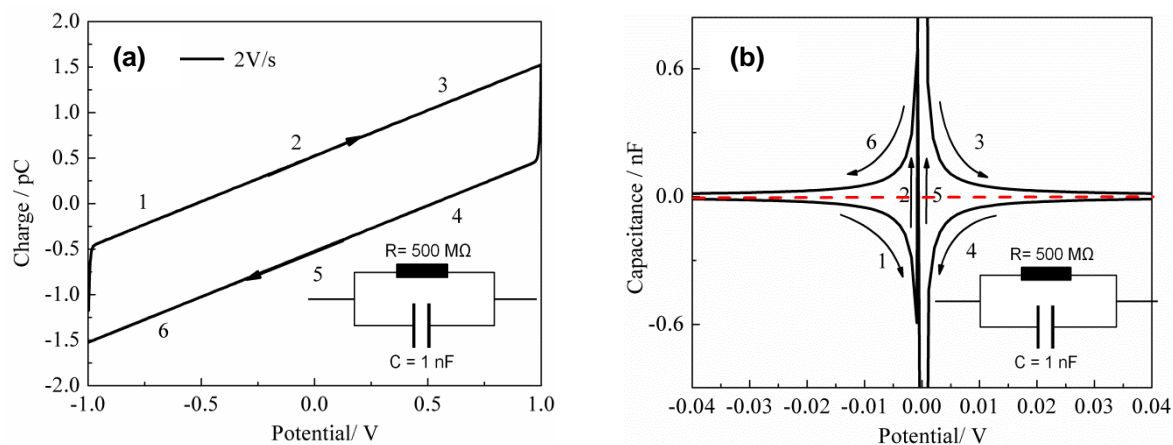 (a)
2V/s
Charge / pC
2.0
1.5
1.0
0.5
0.0
-0.5
-1.0
-1.5
-2.0
1
2
3
4
5
6
R= 500 MΩ
C = 1 nF
-1.0 -0.5 0.0 0.5 1.0
Potential/ V
(b)
Capacitance / nF
0.6
0.0
-0.6
6
3
2
5
1
4
R= 500 MΩ
C = 1 nF
-0.04 -0.03 -0.02 -0.01 0.00 0.01 0.02 0.03 0.04
Potential/ V